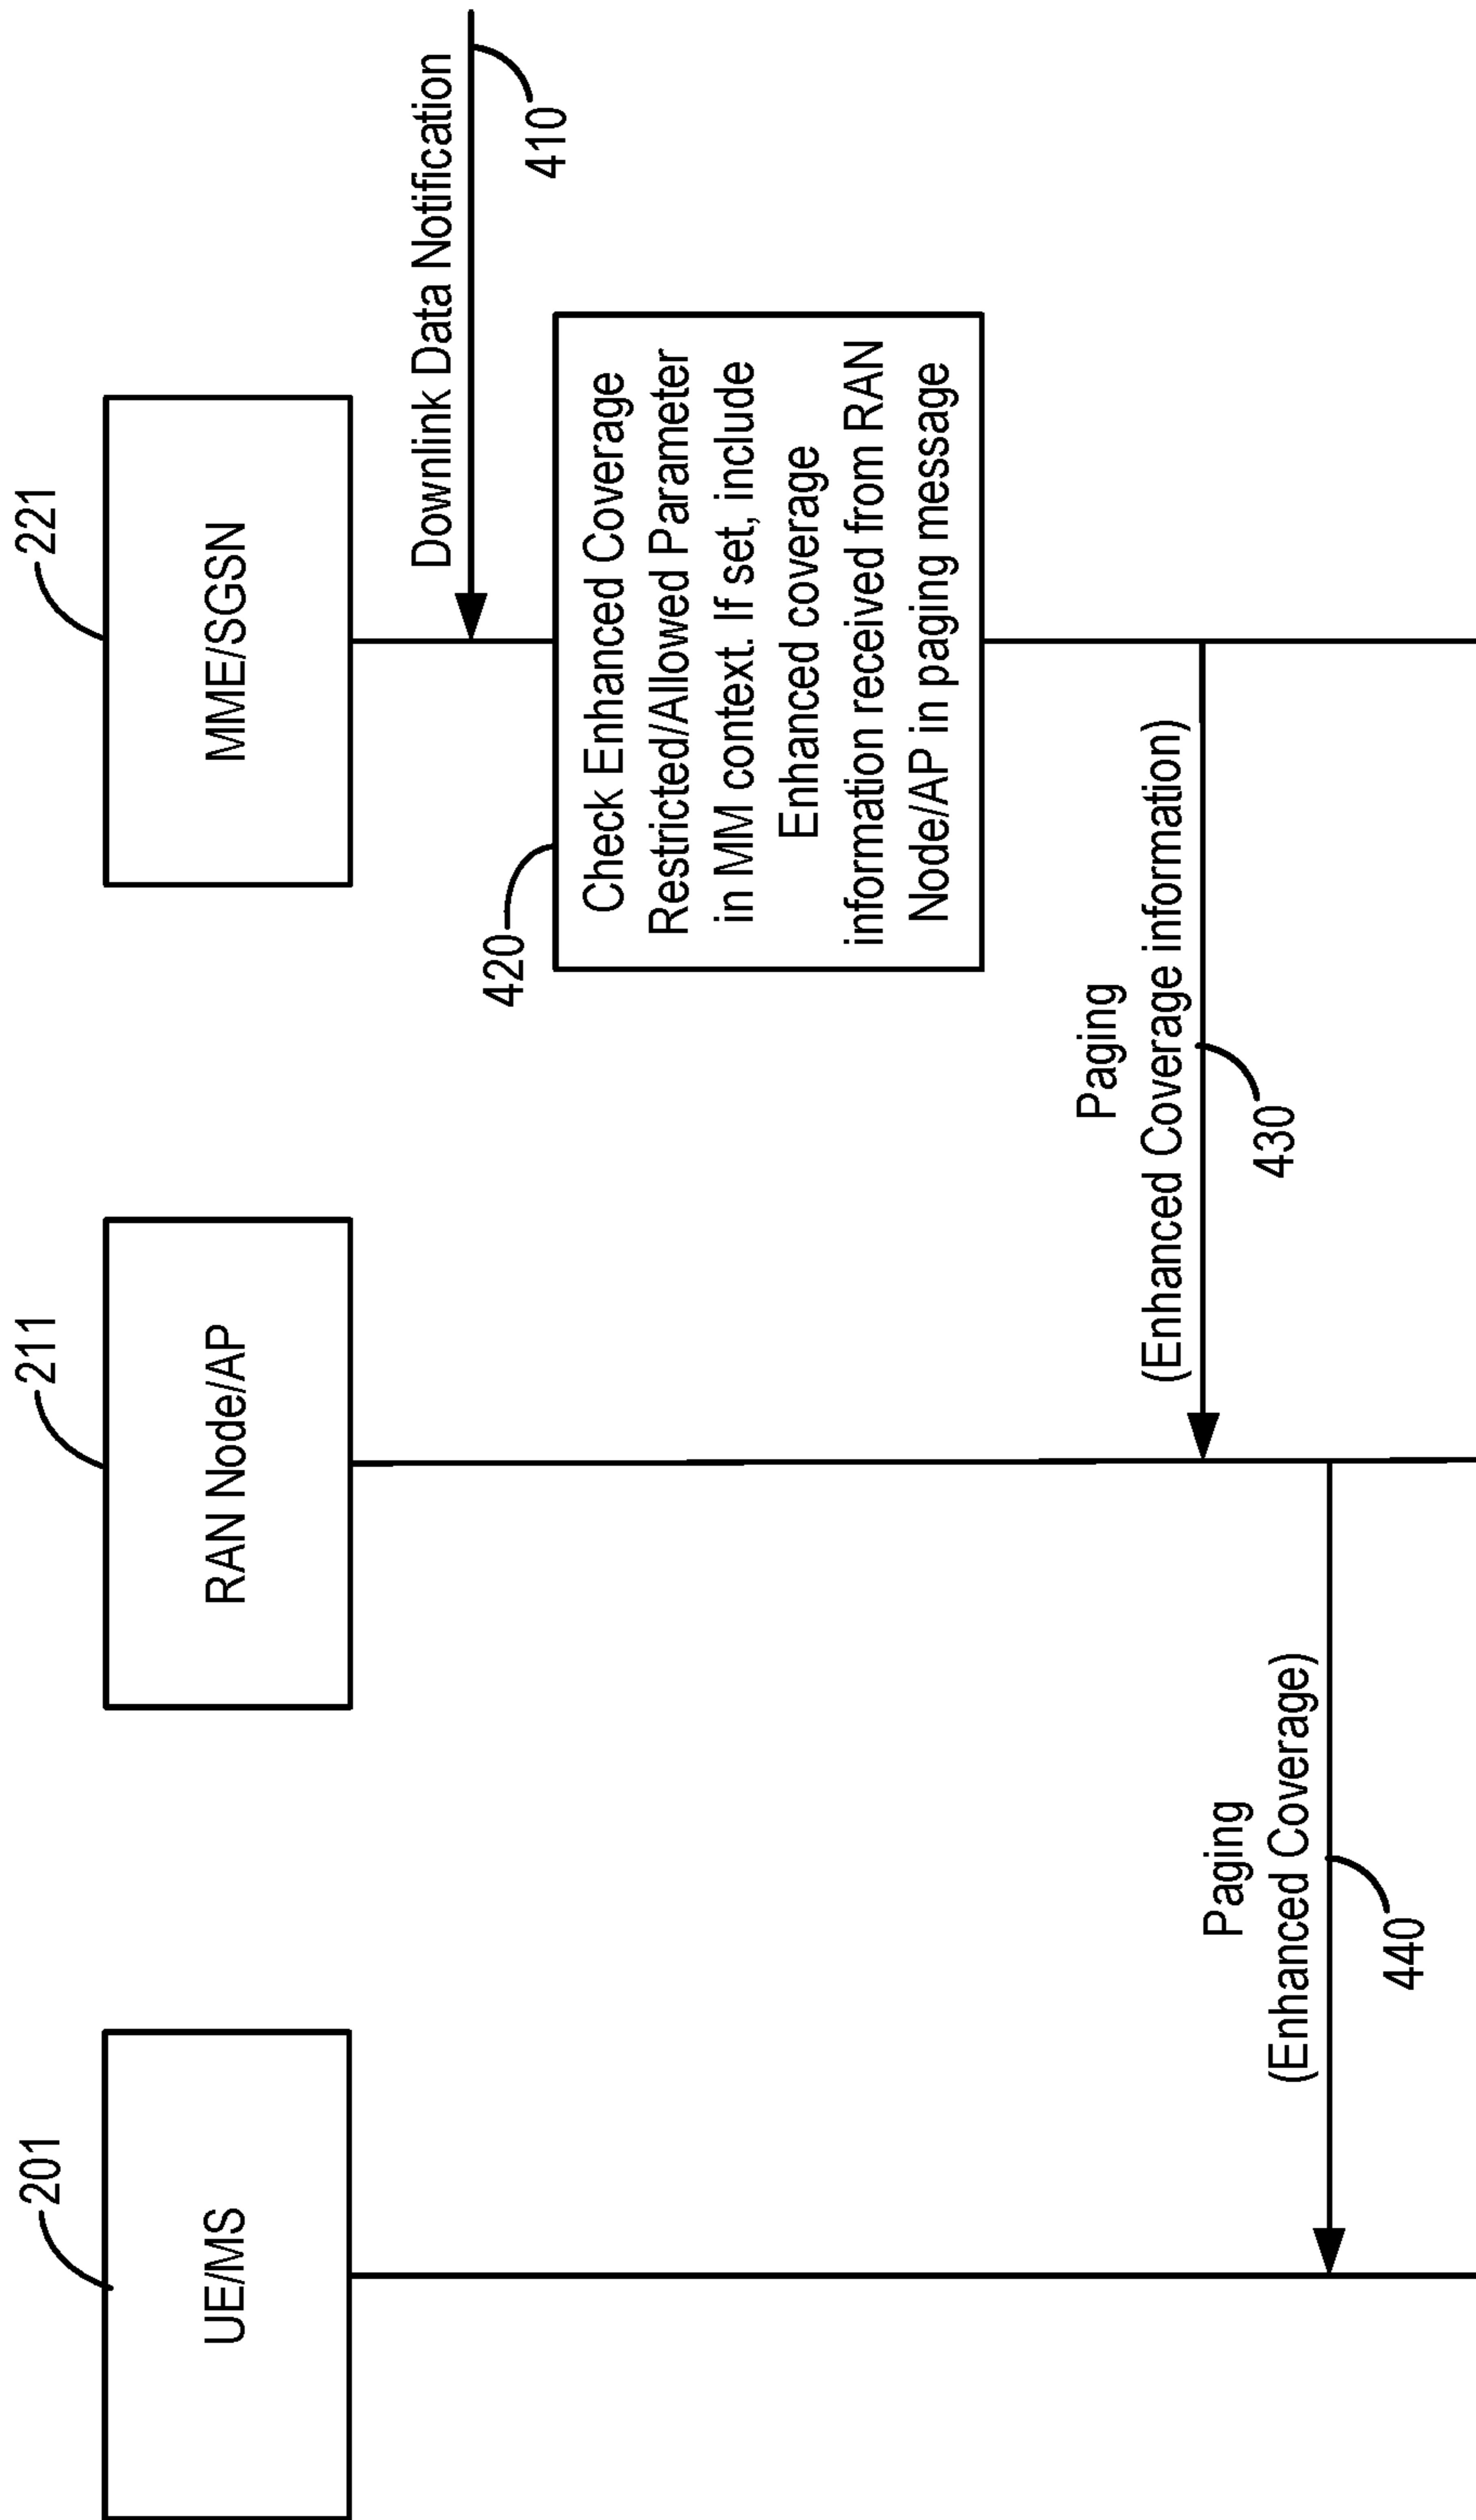 201
UE/MS
211
RAN Node/AP
221
MME/SGSN
Downlink Data Notification
410
420
Check Enhanced Coverage
Restricted/Allowed Parameter
in MM context. If set, include
Enhanced coverage
information received from RAN
Node/AP in paging message
Paging
(Enhanced Coverage information)
430
Paging
(Enhanced Coverage)
440